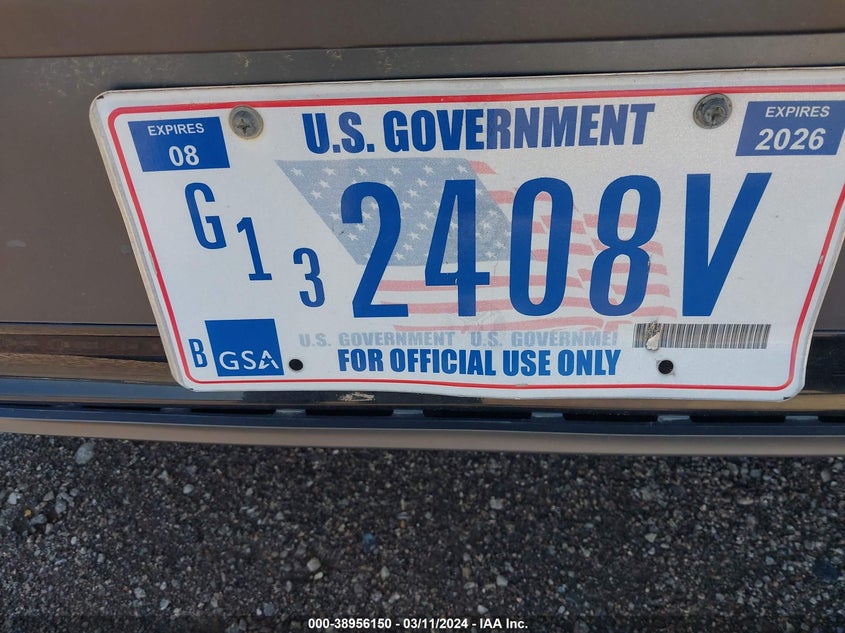 U.S. GOVERNMENT
EXPIRES
08
EXPIRES
2026
G13 2408V
U.S. GOVERNMENT U.S. GOVERNMEI
B GSA
FOR OFFICIAL USE ONLY
000-38956150 - 03/11/2024 - IAA Inc.